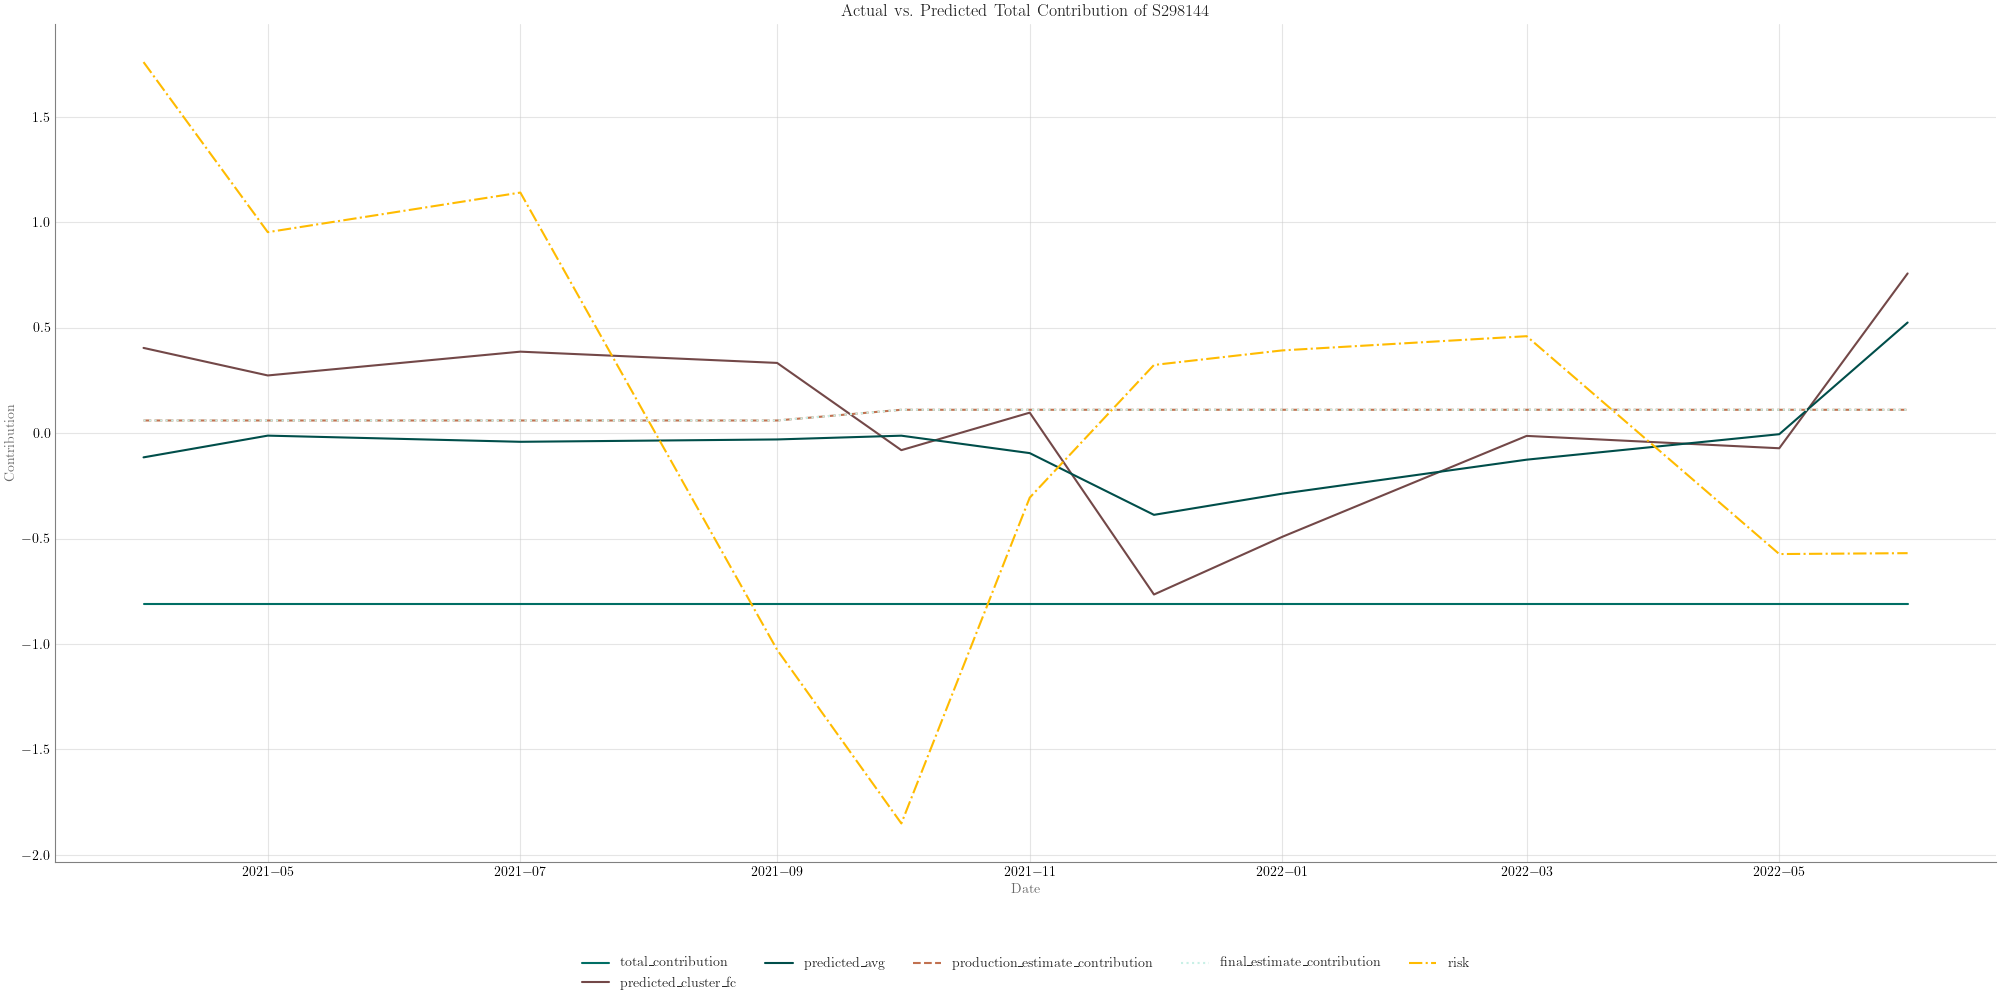 Actual vs. Predicted Total Contribution of S298144
Contribution
1.5
1.0
0.5
0.0
−0.5
−1.0
−1.5
−2.0
2021−05 2021−07 2021−09 2021−11 2022−01 2022−03 2022−05
Date
total_contribution predicted_avg production_estimate_contribution final_estimate_contribution risk
predicted_cluster_fc